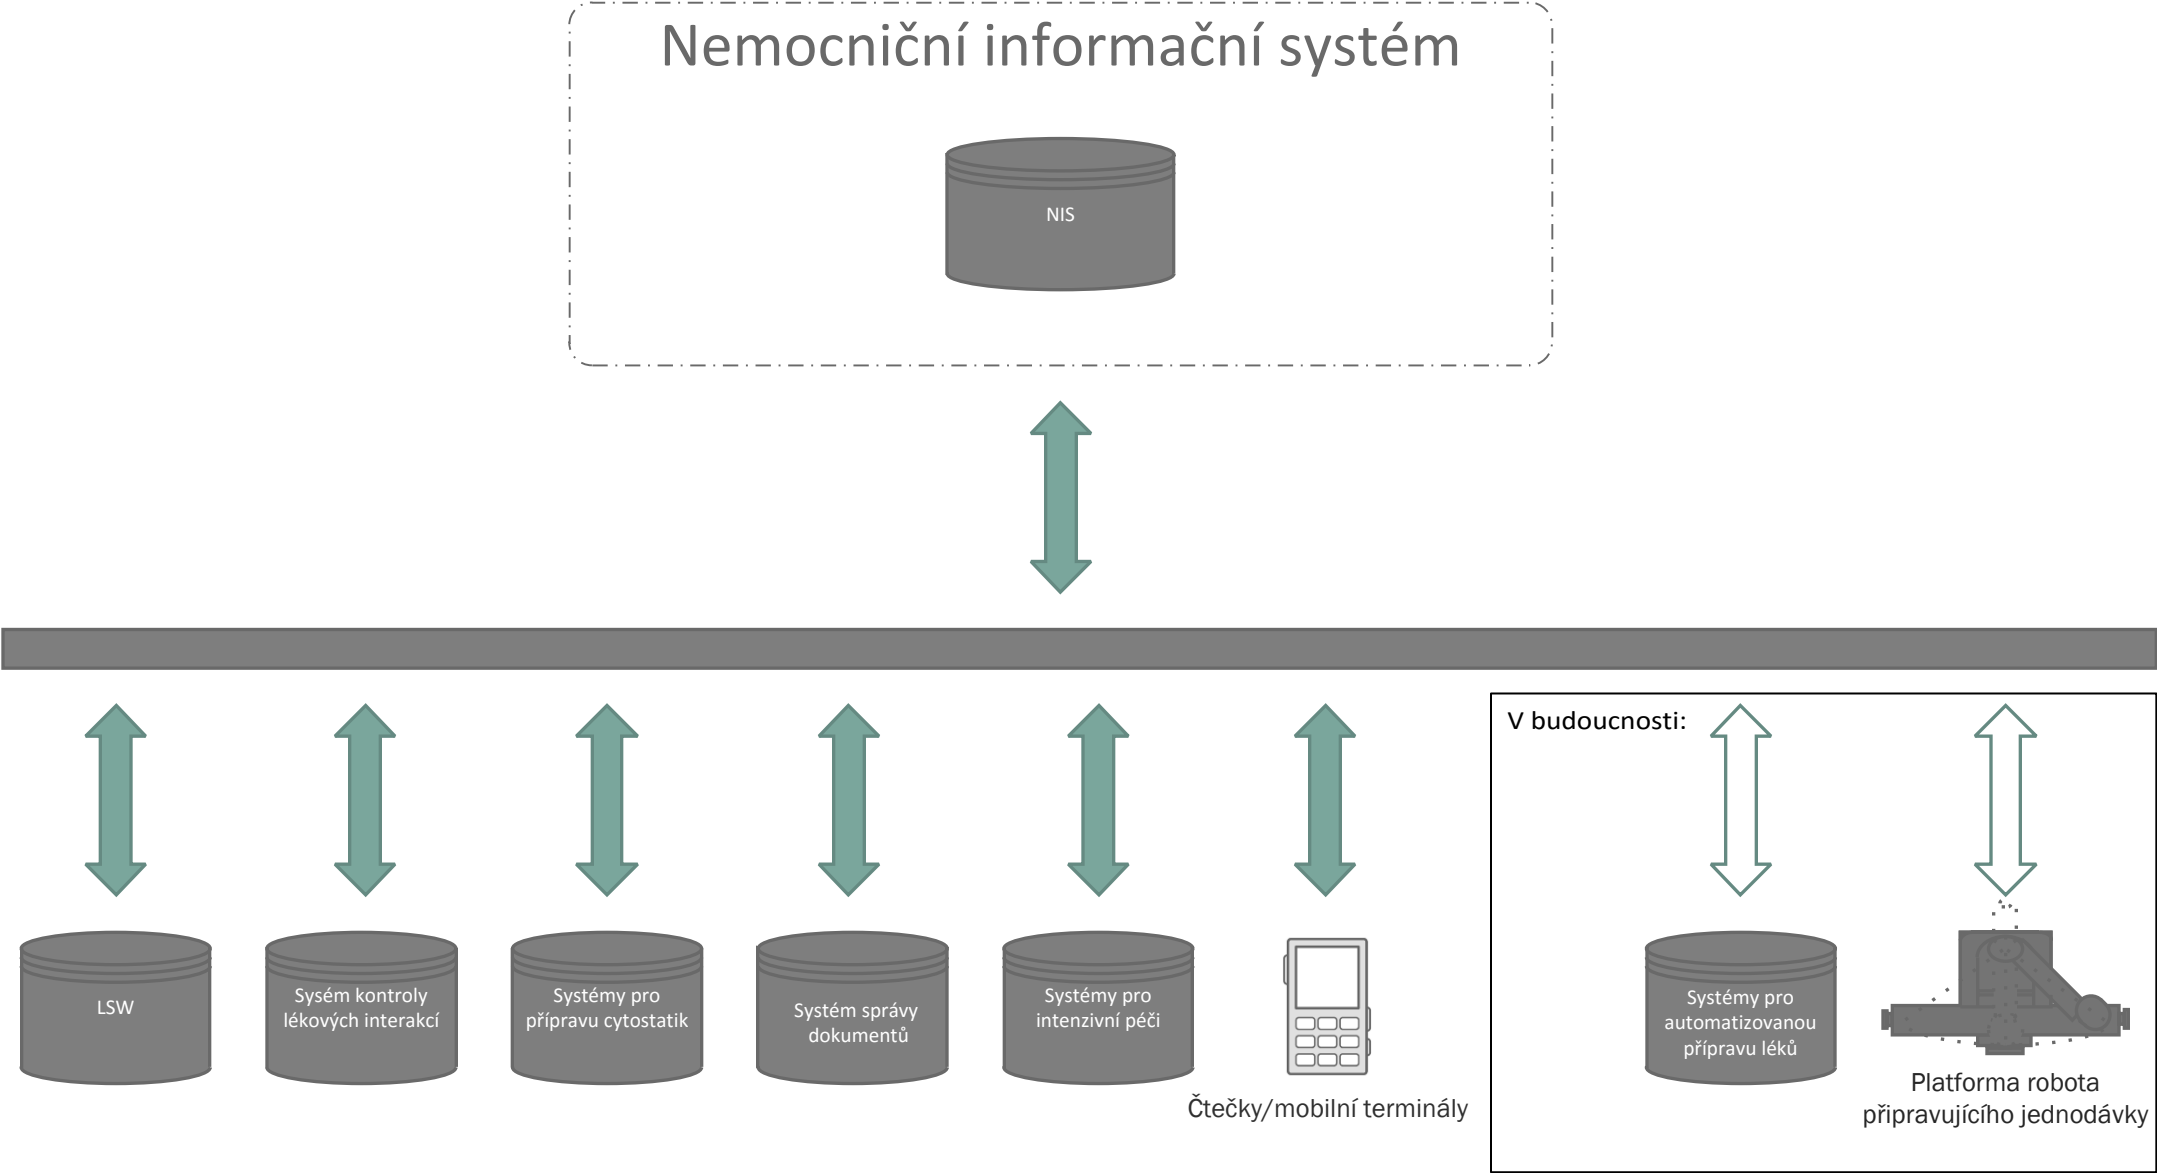 Nemocniční informační systém
NIS
V budoucnosti:
LSW
Sysém kontroly
lékových interakcí
Systémy pro
přípravu cytostatik
Systém správy
dokumentů
Systémy pro
intenzivní péči
Čtečky/mobilní terminály
Systémy pro
automatizovanou
přípravu léků
Platforma robota
připravujícího jednodávky